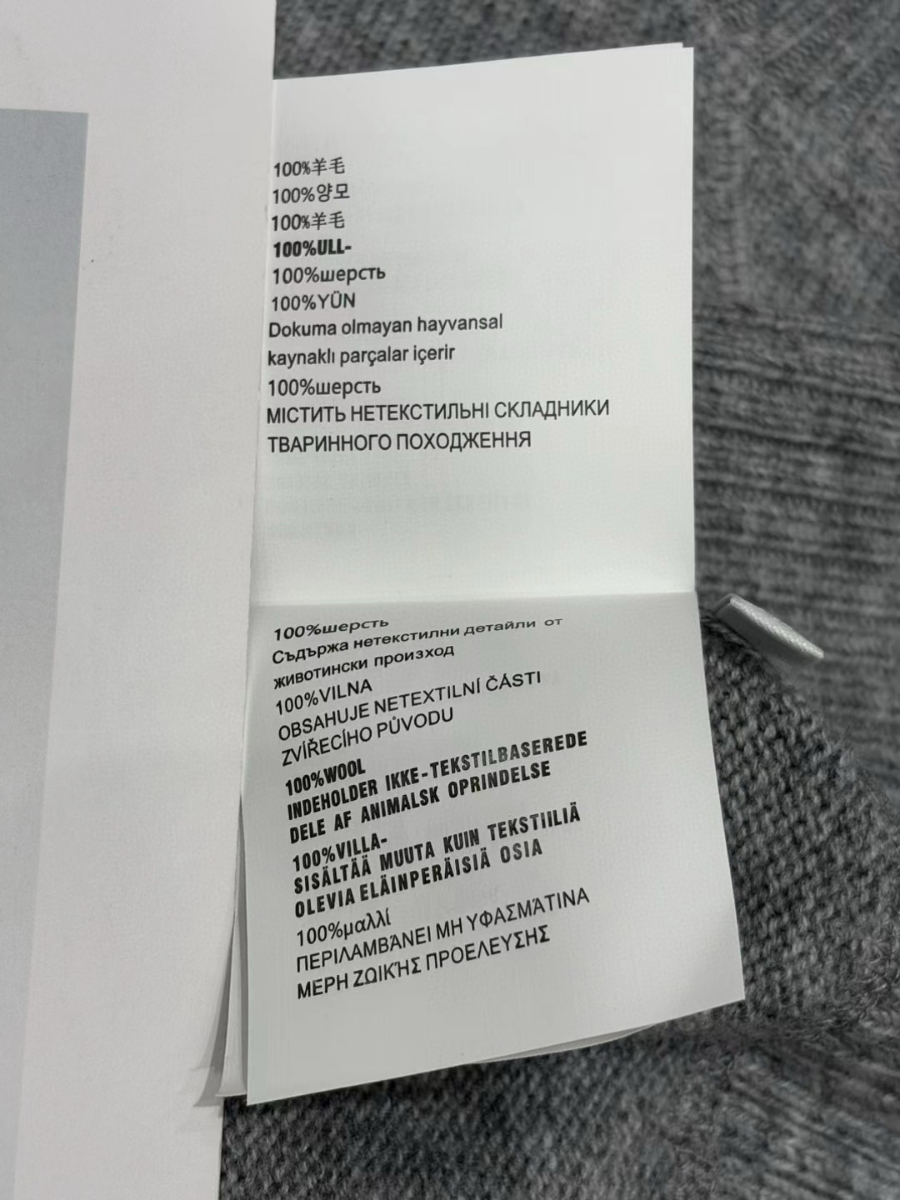 100%羊毛
100%양모
100%羊毛
100%ULL-
100%шерсть
100%YÜN
Dokuma olmayan hayvansal
kaynaklı parçalar içerir
100%шерсть
МІСТИТЬ НЕТЕКСТИЛЬНІ СКЛАДНИКИ
ТВАРИННОГО ПОХОДЖЕННЯ
100%шерсть
Съдържа нетекстилни детайли от
животински произход
100%VILNA
OBSAHUJE NETEXTILNÍ ČÁSTI
ZVÍŘECÍHO PŮVODU
100%WOOL
INDEHOLDER IKKE-TEKSTILBASEREDE
DELE AF ANIMALSK OPRINDELSE
100%VILLA-
SISÄLTÄÄ MUUTA KUIN TEKSTIILIÄ
OLEVIA ELÄINPERÄISIÄ OSIA
100%μαλλί
ΠΕΡΙΛΑΜΒΆΝΕΙ ΜΗ ΥΦΑΣΜΆΤΙΝΑ
ΜΕΡΗ ΖΩΙΚΉΣ ΠΡΟΕΛΕΥΣΗΣ